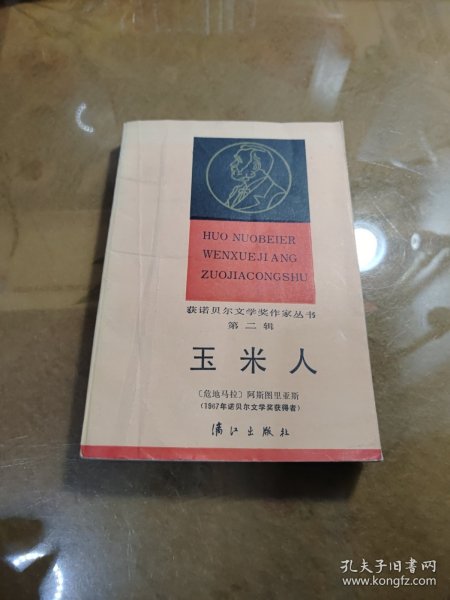 HUO NUOBEIER
WENXUEJIANG
ZUOJIACONGSHU
获诺贝尔文学奖作家丛书
第二辑
玉米人
〔危地马拉〕阿斯图里亚斯
(1967年诺贝尔文学奖获得者)
漓江出版社
孔夫子旧书网
www.kongfz.com